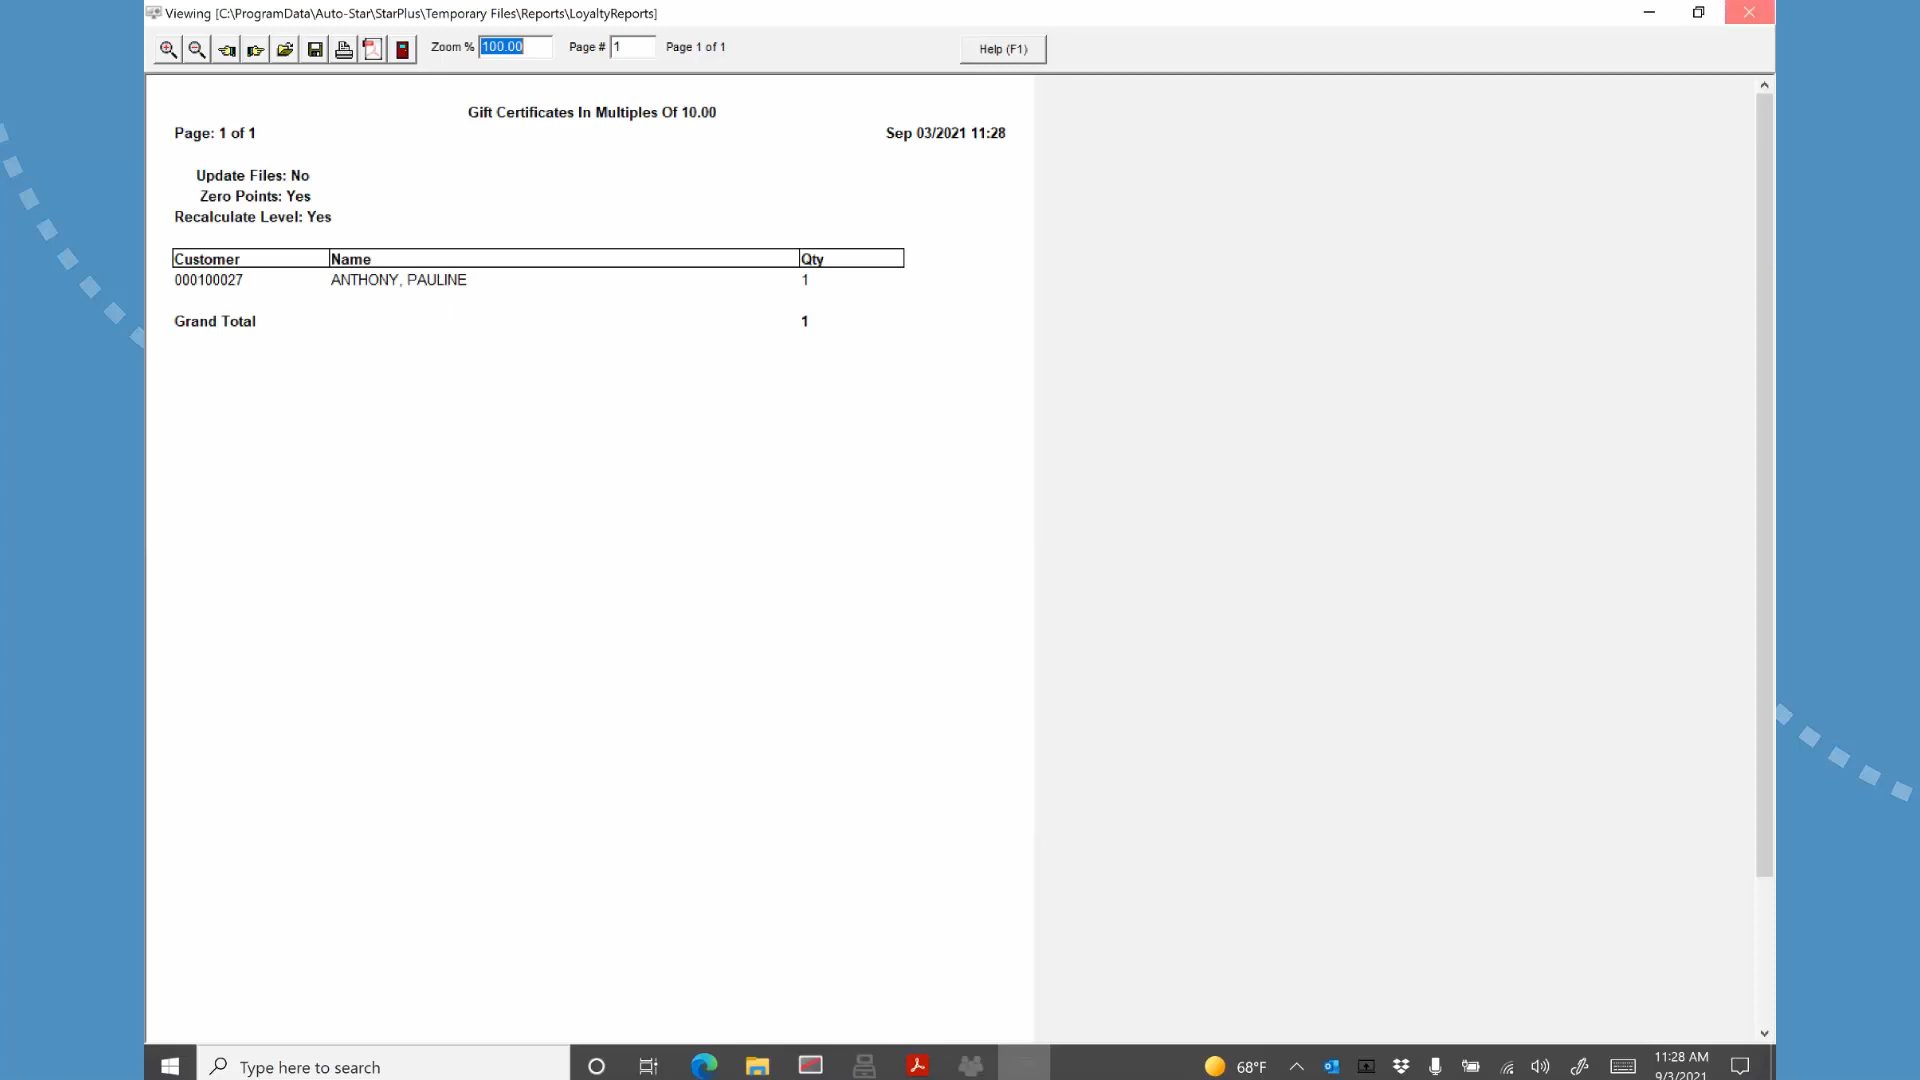 Viewing [C:\ProgramData\Auto-Star\StarPlus\Temporary Files\Reports\LoyaltyReports]
Zoom % 100.00 Page # 1 Page 1 of 1 Help (F1)
Gift Certificates In Multiples Of 10.00
Page: 1 of 1 Sep 03/2021 11:28
Update Files: No
Zero Points: Yes
Recalculate Level: Yes
Customer Name Qty
000100027 ANTHONY, PAULINE 1
Grand Total 1
Type here to search 68°F 11:28 AM
9/3/2021